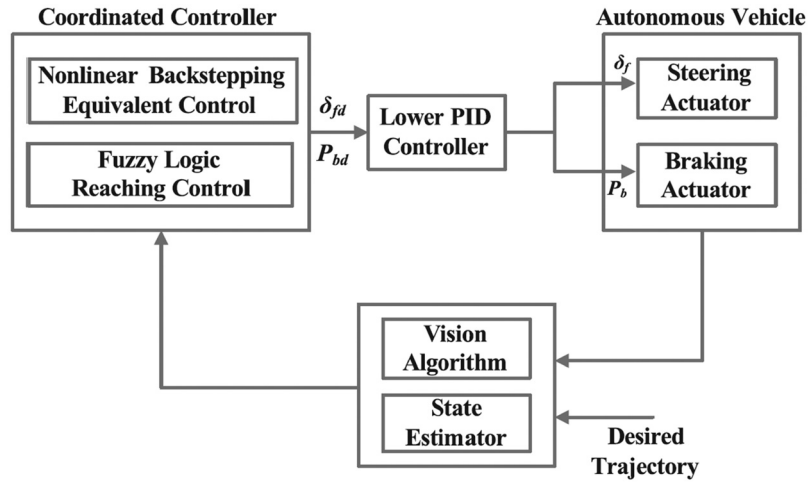 Coordinated Controller
Nonlinear Backstepping
Equivalent Control
Fuzzy Logic
Reaching Control
δfd
Pbd
Lower PID
Controller
Autonomous Vehicle
δf
Steering
Actuator
Pb
Braking
Actuator
Vision
Algorithm
State
Estimator
Desired
Trajectory